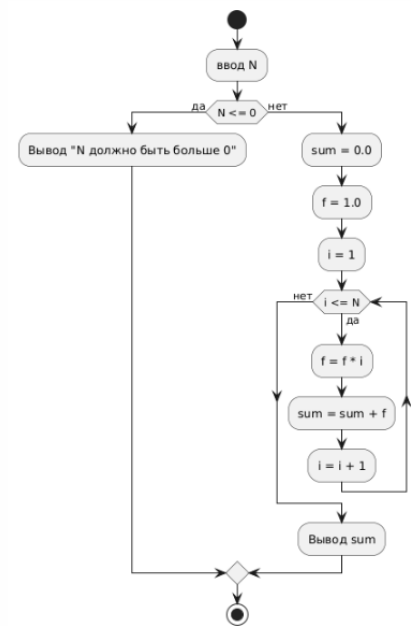 ввод N
да
N <= 0
нет
Вывод "N должно быть больше 0"
sum = 0.0
f = 1.0
i = 1
нет
i <= N
да
f = f * i
sum = sum + f
i = i + 1
Вывод sum